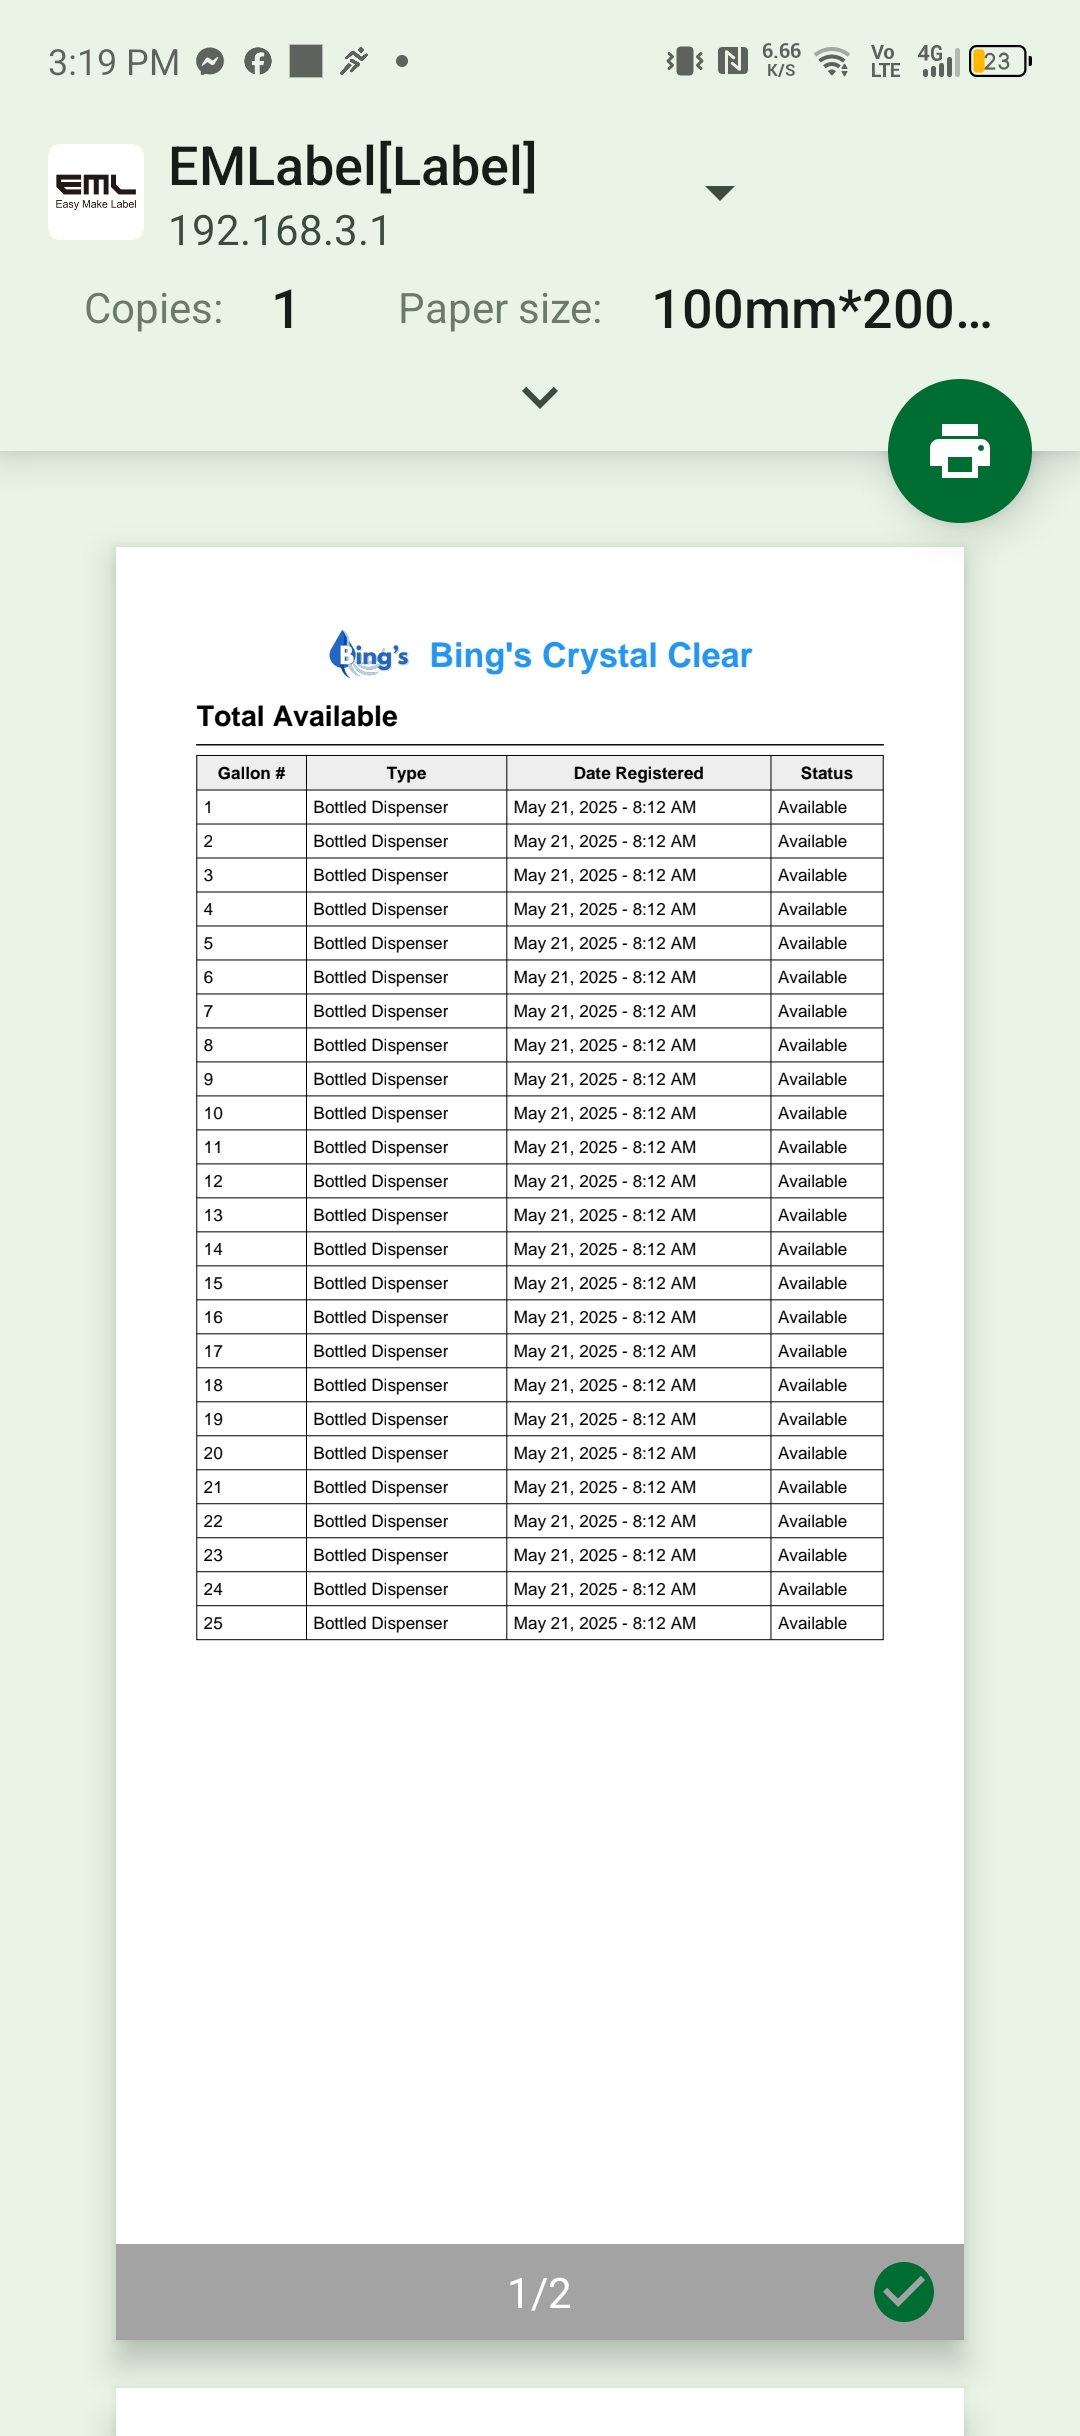 3:19 PM 6.66 K/S Vo LTE 4G 23
EML
Easy Make Label
EMLabel[Label]
192.168.3.1
Copies: 1 Paper size: 100mm*200...
Bing's Bing's Crystal Clear
Total Available
Gallon # Type Date Registered Status
1 Bottled Dispenser May 21, 2025 - 8:12 AM Available
2 Bottled Dispenser May 21, 2025 - 8:12 AM Available
3 Bottled Dispenser May 21, 2025 - 8:12 AM Available
4 Bottled Dispenser May 21, 2025 - 8:12 AM Available
5 Bottled Dispenser May 21, 2025 - 8:12 AM Available
6 Bottled Dispenser May 21, 2025 - 8:12 AM Available
7 Bottled Dispenser May 21, 2025 - 8:12 AM Available
8 Bottled Dispenser May 21, 2025 - 8:12 AM Available
9 Bottled Dispenser May 21, 2025 - 8:12 AM Available
10 Bottled Dispenser May 21, 2025 - 8:12 AM Available
11 Bottled Dispenser May 21, 2025 - 8:12 AM Available
12 Bottled Dispenser May 21, 2025 - 8:12 AM Available
13 Bottled Dispenser May 21, 2025 - 8:12 AM Available
14 Bottled Dispenser May 21, 2025 - 8:12 AM Available
15 Bottled Dispenser May 21, 2025 - 8:12 AM Available
16 Bottled Dispenser May 21, 2025 - 8:12 AM Available
17 Bottled Dispenser May 21, 2025 - 8:12 AM Available
18 Bottled Dispenser May 21, 2025 - 8:12 AM Available
19 Bottled Dispenser May 21, 2025 - 8:12 AM Available
20 Bottled Dispenser May 21, 2025 - 8:12 AM Available
21 Bottled Dispenser May 21, 2025 - 8:12 AM Available
22 Bottled Dispenser May 21, 2025 - 8:12 AM Available
23 Bottled Dispenser May 21, 2025 - 8:12 AM Available
24 Bottled Dispenser May 21, 2025 - 8:12 AM Available
25 Bottled Dispenser May 21, 2025 - 8:12 AM Available
1/2